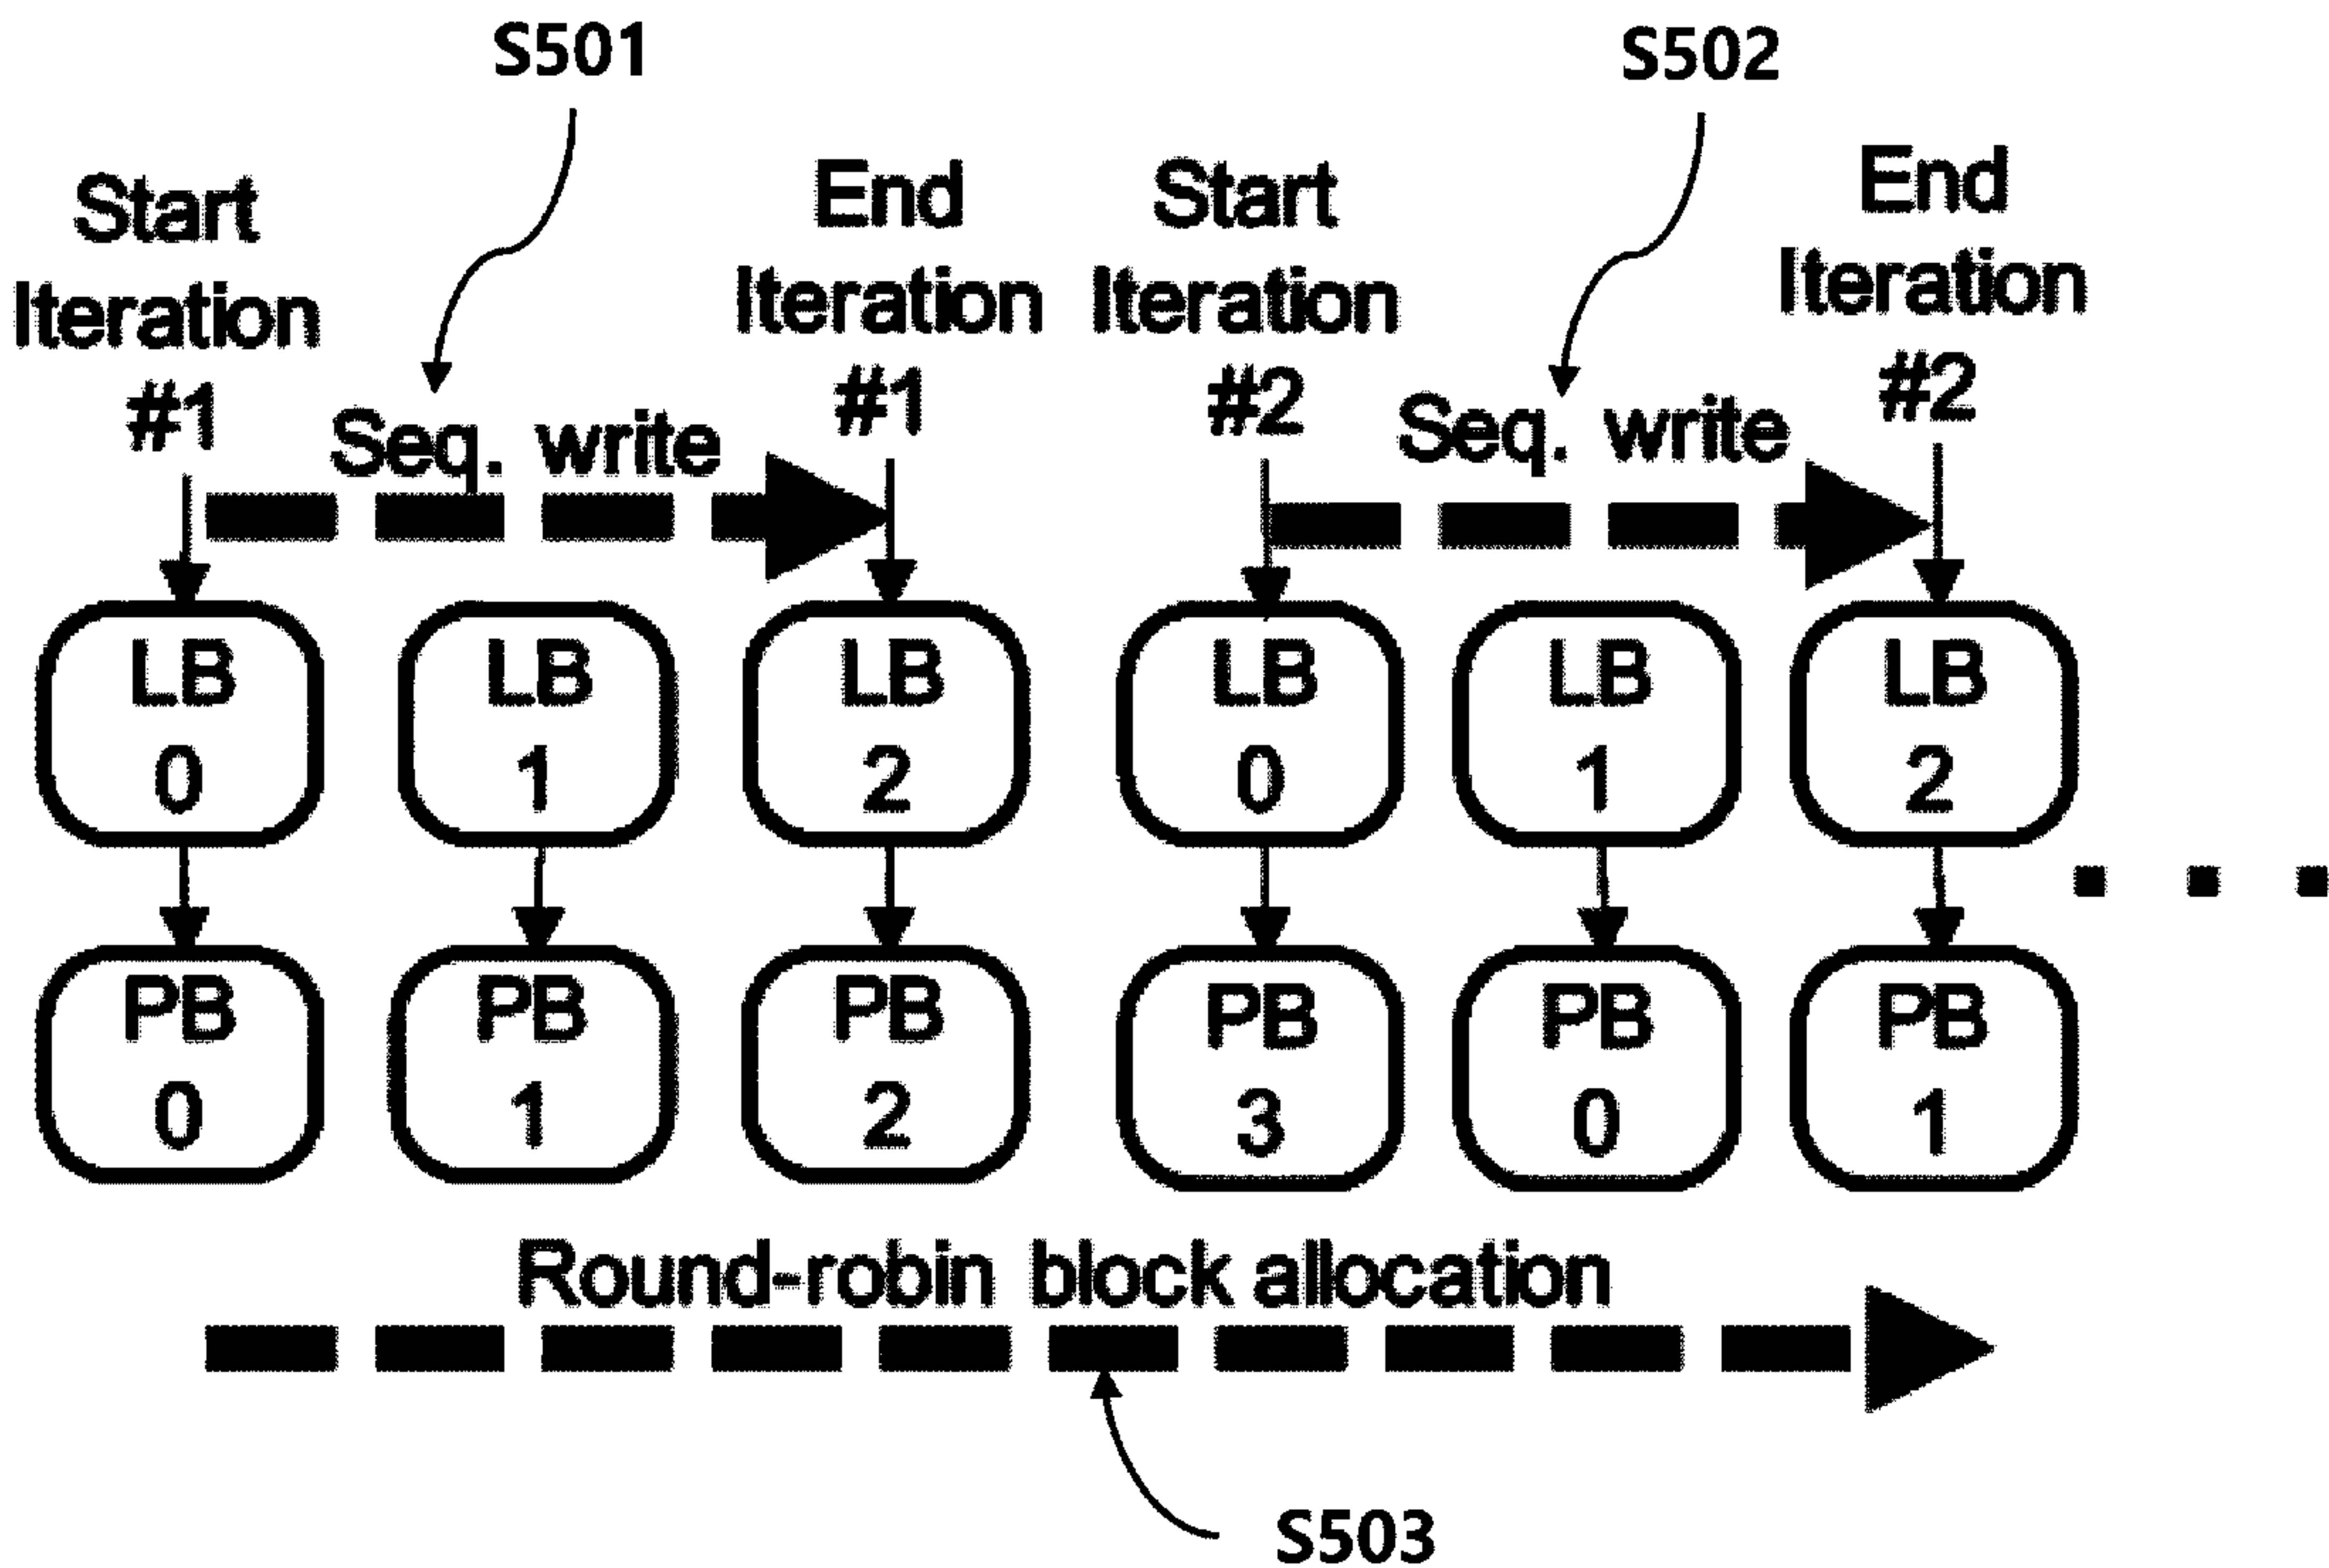 S501
S502
Start
Iteration
#1
End
Iteration
#1
Start
Iteration
#2
End
Iteration
#2
Seq. write
Seq. write
LB
0
LB
1
LB
2
LB
0
LB
1
LB
2
PB
0
PB
1
PB
2
PB
3
PB
0
PB
1
Round-robin block allocation
S503